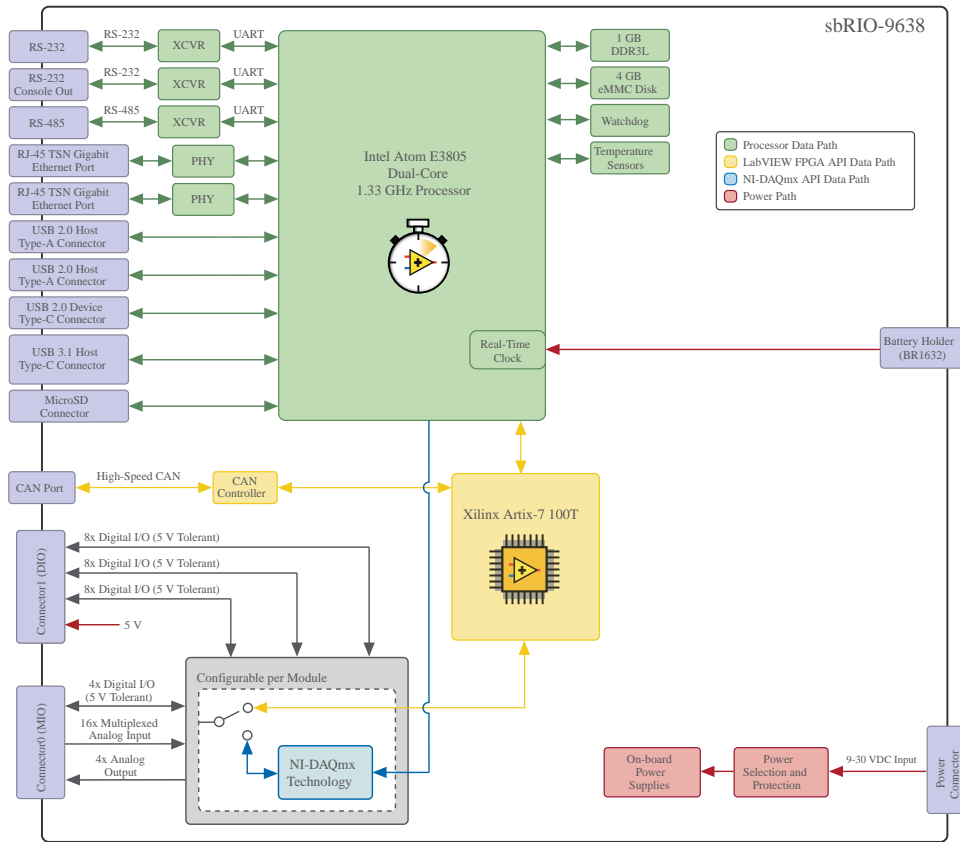 sbRIO-9638
RS-232
RS-232
XCVR
UART
RS-232
Console Out
RS-232
XCVR
UART
RS-485
RS-485
XCVR
UART
RJ-45 TSN Gigabit
Ethernet Port
PHY
RJ-45 TSN Gigabit
Ethernet Port
PHY
USB 2.0 Host
Type-A Connector
USB 2.0 Host
Type-A Connector
USB 2.0 Device
Type-C Connector
USB 3.1 Host
Type-C Connector
MicroSD
Connector
Intel Atom E3805
Dual-Core
1.33 GHz Processor
Real-Time
Clock
1 GB
DDR3L
4 GB
eMMC Disk
Watchdog
Temperature
Sensors
Processor Data Path
LabVIEW FPGA API Data Path
NI-DAQmx API Data Path
Power Path
Battery Holder
(BR1632)
CAN Port
High-Speed CAN
CAN
Controller
Xilinx Artix-7 100T
Connector1 (DIO)
8x Digital I/O (5 V Tolerant)
8x Digital I/O (5 V Tolerant)
8x Digital I/O (5 V Tolerant)
5 V
Connector0 (MIO)
4x Digital I/O
(5 V Tolerant)
16x Multiplexed
Analog Input
4x Analog
Output
Configurable per Module
NI-DAQmx
Technology
On-board
Power
Supplies
Power
Selection and
Protection
9-30 VDC Input
Power
Connector